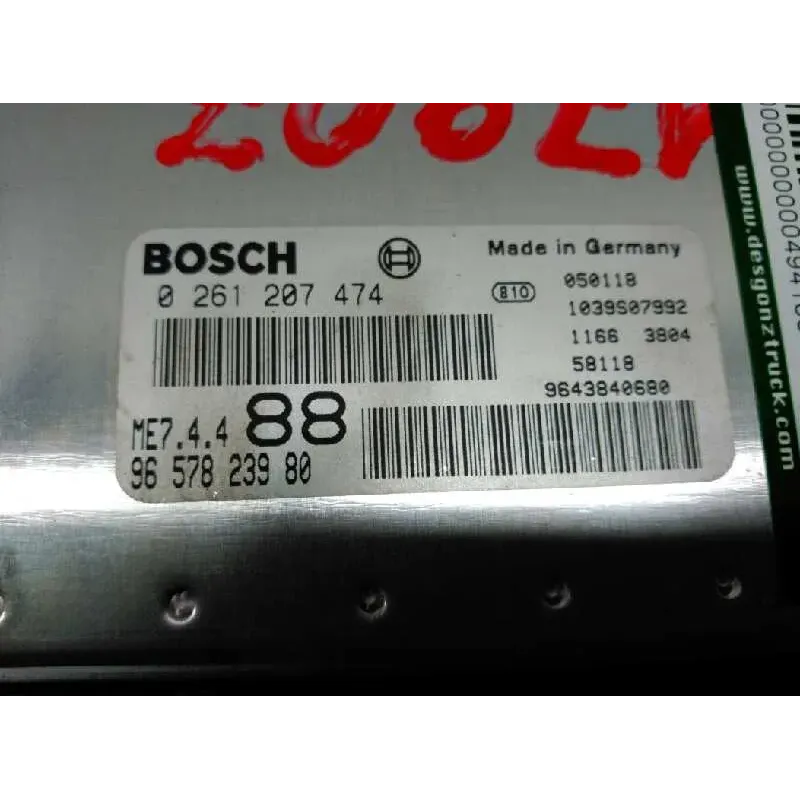 BOSCH
Made in Germany
0 261 207 474
810
050118
1039S07992
1166 3804
58118
9643840680
ME7.4.4 88
96 578 239 80
www.desgonztruck.com